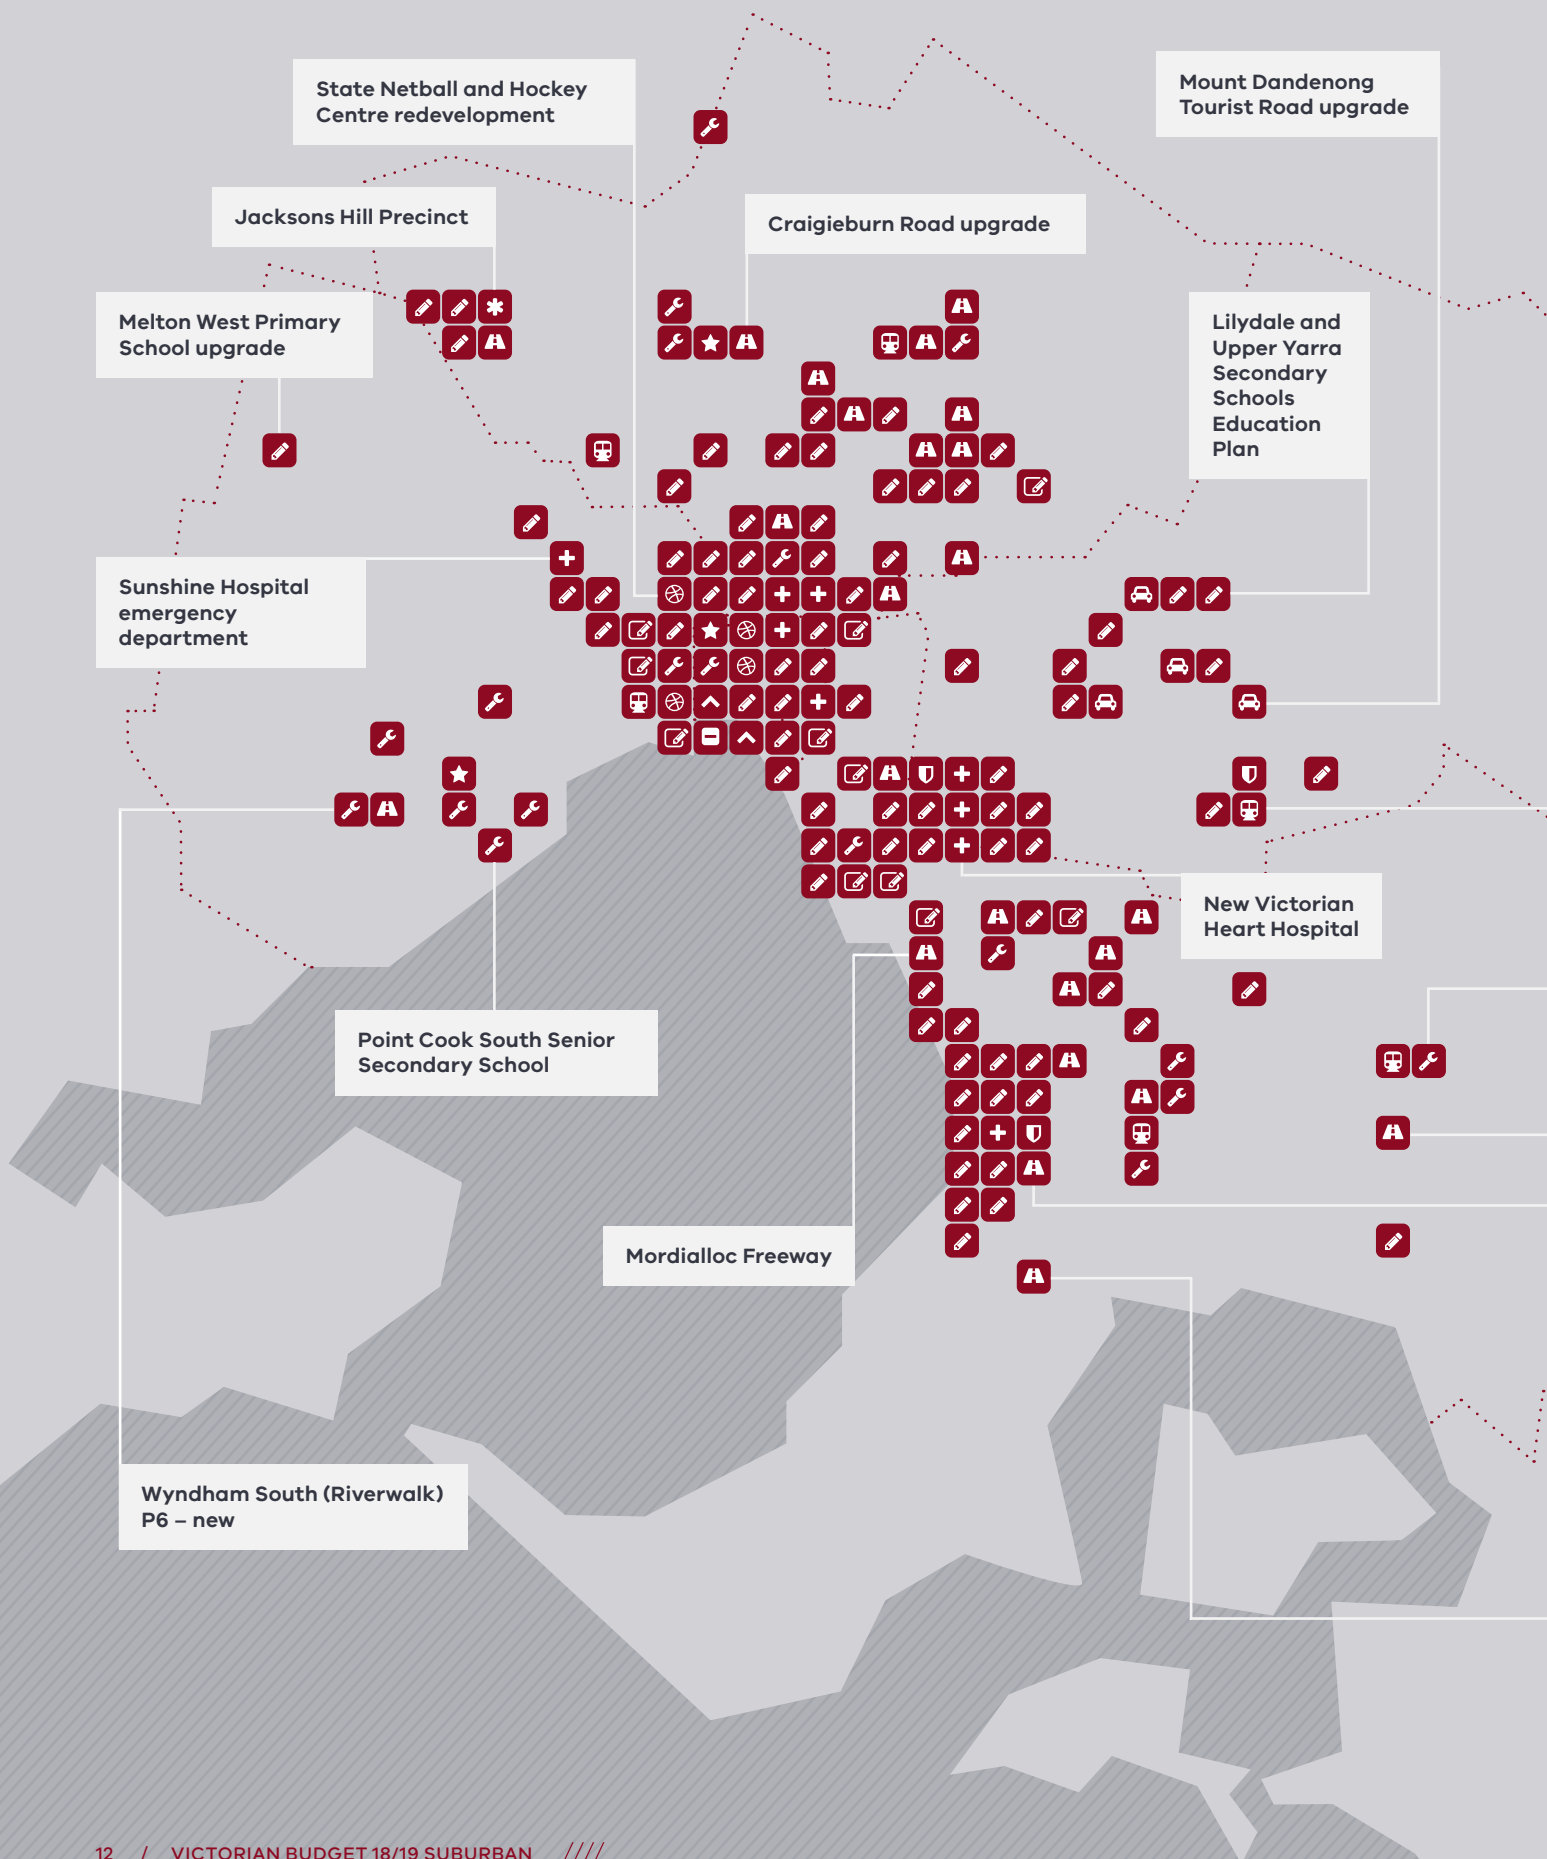 State Netball and Hockey
Centre redevelopment
Mount Dandenong
Tourist Road upgrade
Jacksons Hill Precinct
Craigieburn Road upgrade
Melton West Primary
School upgrade
Lilydale and
Upper Yarra
Secondary
Schools
Education
Plan
Sunshine Hospital
emergency
department
New Victorian
Heart Hospital
Point Cook South Senior
Secondary School
Mordialloc Freeway
Wyndham South (Riverwalk)
P6 – new
12 / VICTORIAN BUDGET 18/19 SUBURBAN ////